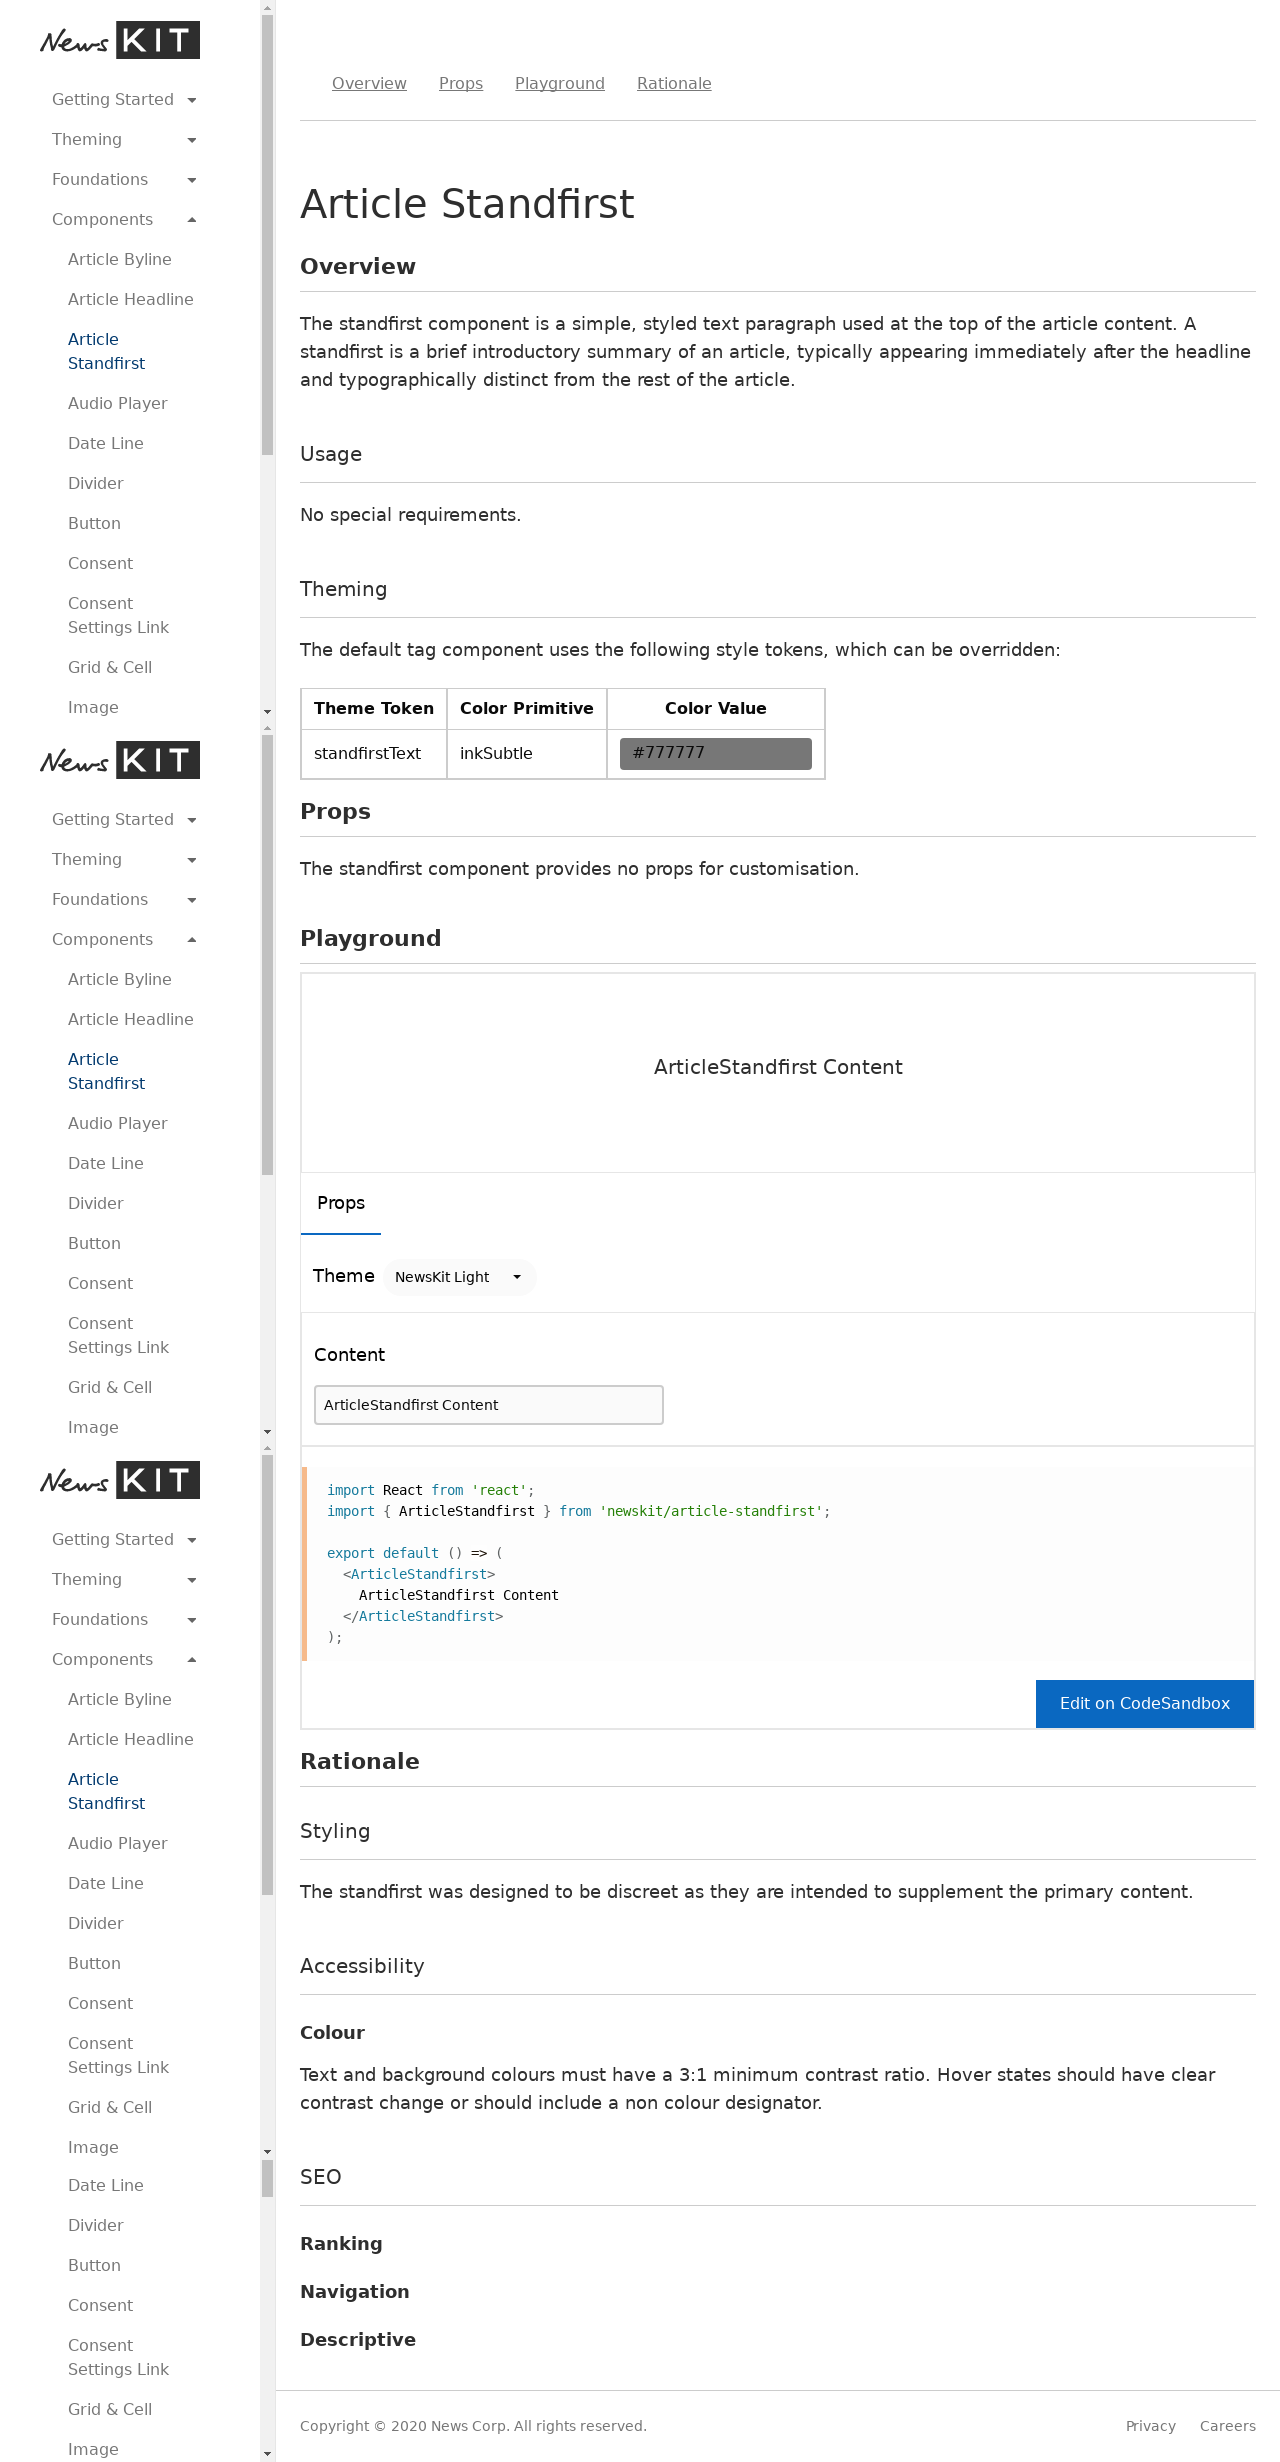 News KIT
Getting Started
Theming
Foundations
Components
Article Byline
Article Headline
Article
Standfirst
Audio Player
Date Line
Divider
Button
Consent
Consent
Settings Link
Grid & Cell
Image
News KIT
Getting Started
Theming
Foundations
Components
Article Byline
Article Headline
Article
Standfirst
Audio Player
Date Line
Divider
Button
Consent
Consent
Settings Link
Grid & Cell
Image
News KIT
Getting Started
Theming
Foundations
Components
Article Byline
Article Headline
Article
Standfirst
Audio Player
Date Line
Divider
Button
Consent
Consent
Settings Link
Grid & Cell
Image
Date Line
Divider
Button
Consent
Consent
Settings Link
Grid & Cell
Image
Overview Props Playground Rationale
Article Standfirst
Overview
The standfirst component is a simple, styled text paragraph used at the top of the article content. A
standfirst is a brief introductory summary of an article, typically appearing immediately after the headline
and typographically distinct from the rest of the article.
Usage
No special requirements.
Theming
The default tag component uses the following style tokens, which can be overridden:
Theme Token Color Primitive Color Value
standfirstText inkSubtle #777777
Props
The standfirst component provides no props for customisation.
Playground
ArticleStandfirst Content
Props
Theme NewsKit Light
Content
ArticleStandfirst Content
import React from 'react';
import { ArticleStandfirst } from 'newskit/article-standfirst';
export default () => (
<ArticleStandfirst>
ArticleStandfirst Content
</ArticleStandfirst>
);
Edit on CodeSandbox
Rationale
Styling
The standfirst was designed to be discreet as they are intended to supplement the primary content.
Accessibility
Colour
Text and background colours must have a 3:1 minimum contrast ratio. Hover states should have clear
contrast change or should include a non colour designator.
SEO
Ranking
Navigation
Descriptive
Copyright © 2020 News Corp. All rights reserved. Privacy Careers